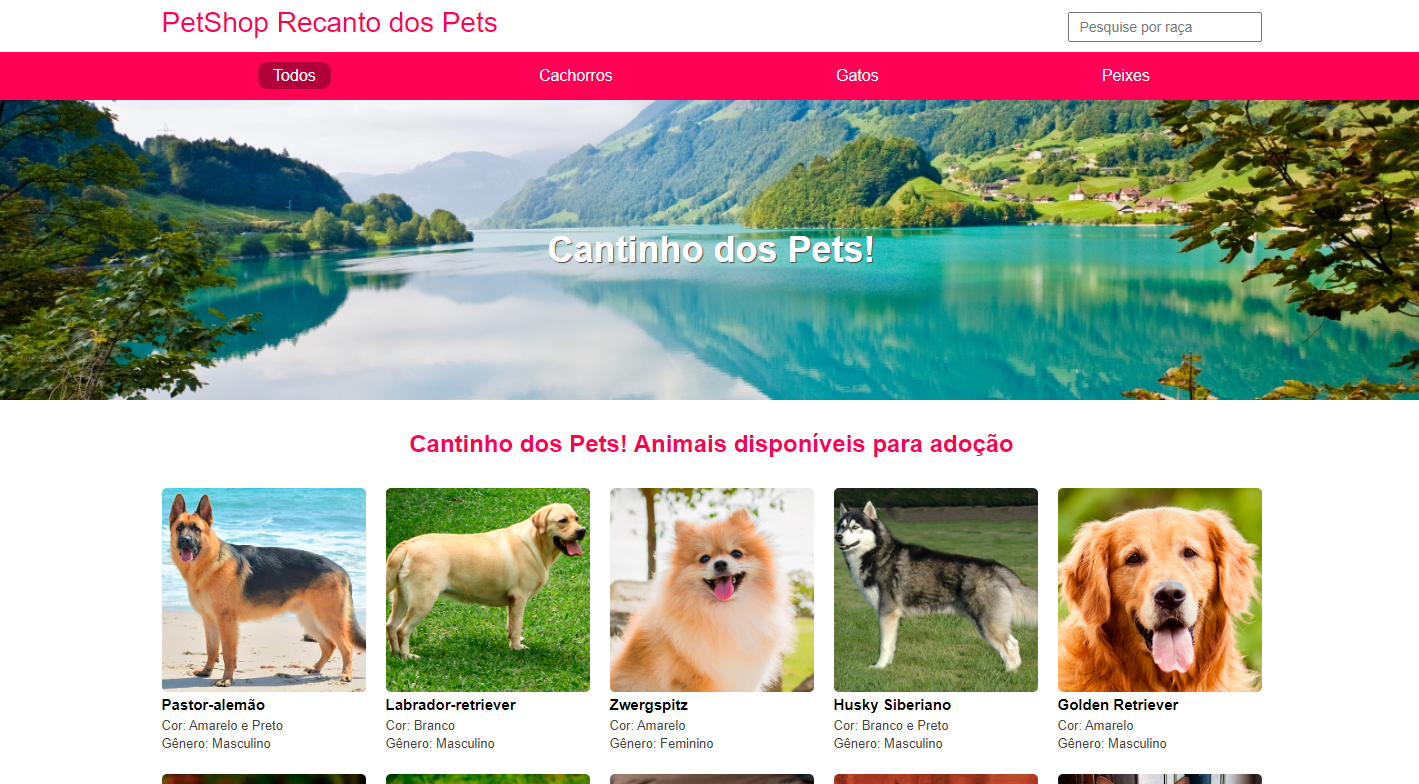 PetShop Recanto dos Pets
Pesquise por raça
Todos
Cachorros
Gatos
Peixes
Cantinho dos Pets!
Cantinho dos Pets! Animais disponíveis para adoção
Pastor-alemão
Cor: Amarelo e Preto
Gênero: Masculino
Labrador-retriever
Cor: Branco
Gênero: Masculino
Zwergspitz
Cor: Amarelo
Gênero: Feminino
Husky Siberiano
Cor: Branco e Preto
Gênero: Masculino
Golden Retriever
Cor: Amarelo
Gênero: Masculino